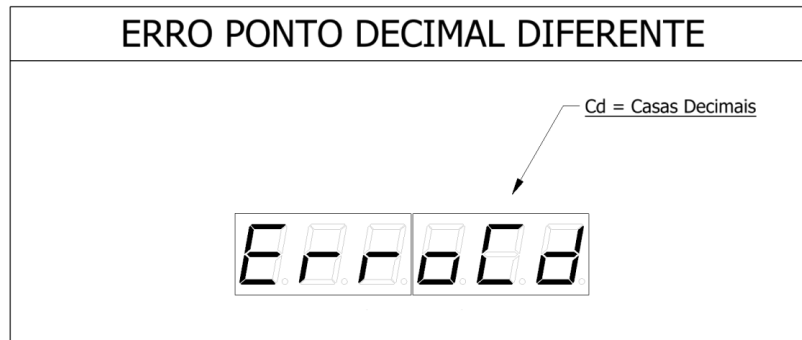 ERRO PONTO DECIMAL DIFERENTE
Cd = Casas Decimais
ErroCd